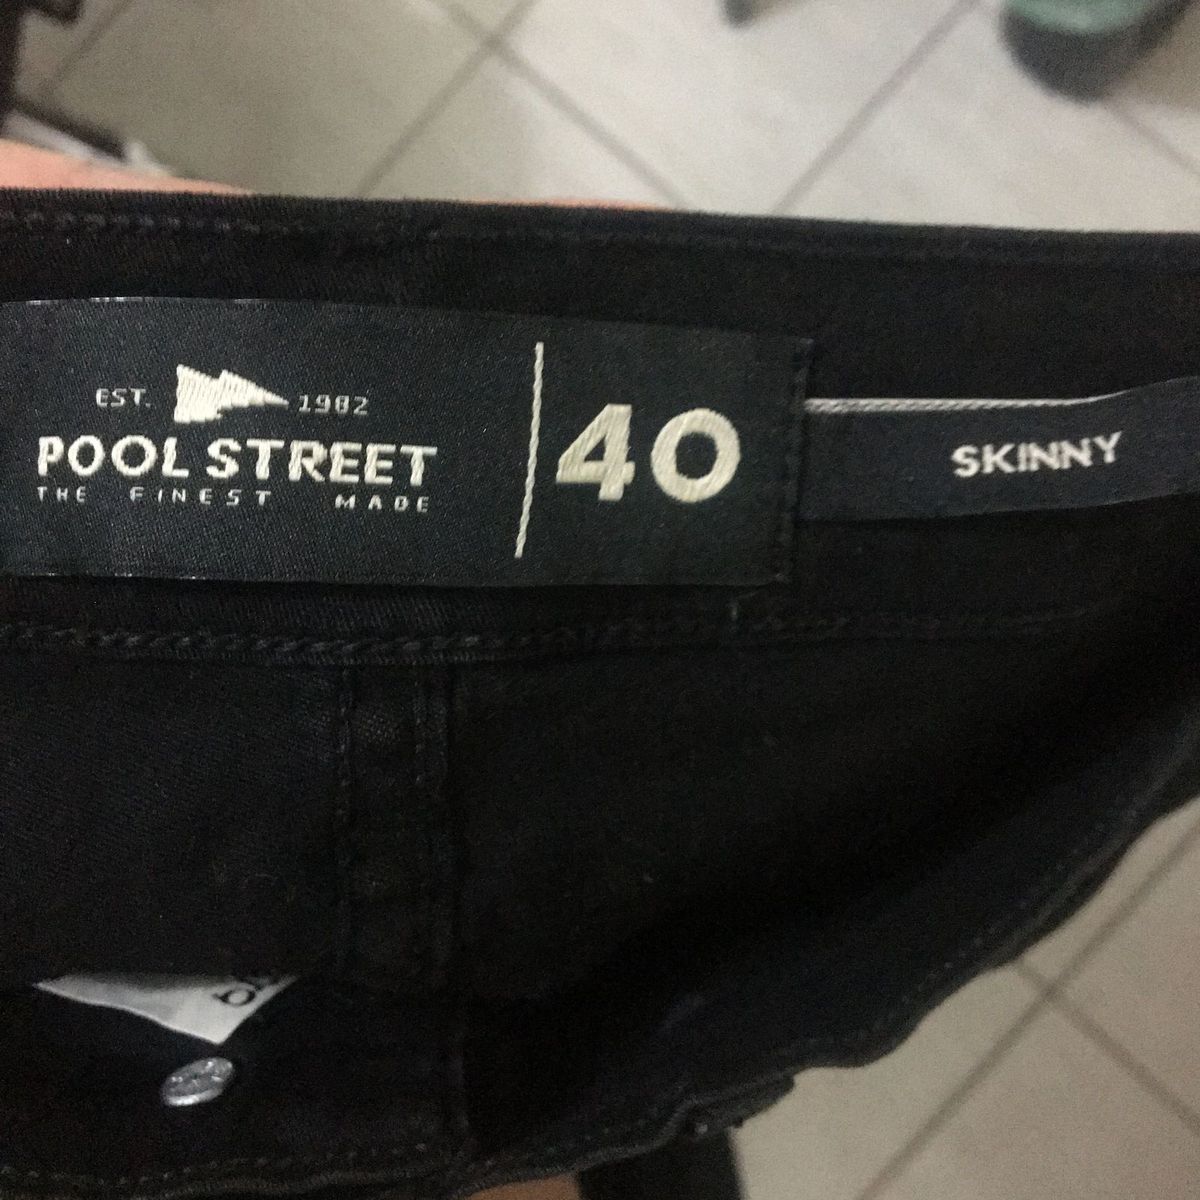 EST. 1982
POOL STREET
THE FINEST MADE
40
SKINNY